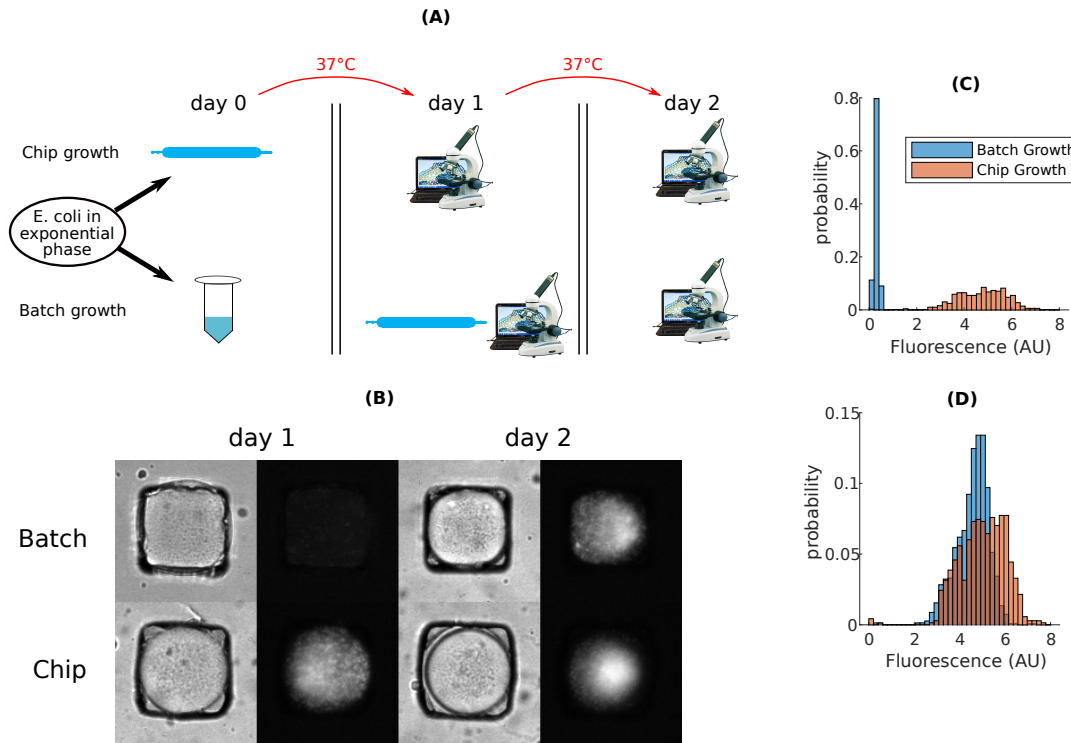 (A)
37°C
37°C
day 0
day 1
day 2
Chip growth
E. coli in
exponential
phase
Batch growth
(B)
day 1
day 2
Batch
Chip
(C)
0.8
0.6
0.4
0.2
0
probability
Batch Growth
Chip Growth
0 2 4 6 8
Fluorescence (AU)
(D)
0.15
0.1
0.05
0
probability
0 2 4 6 8
Fluorescence (AU)